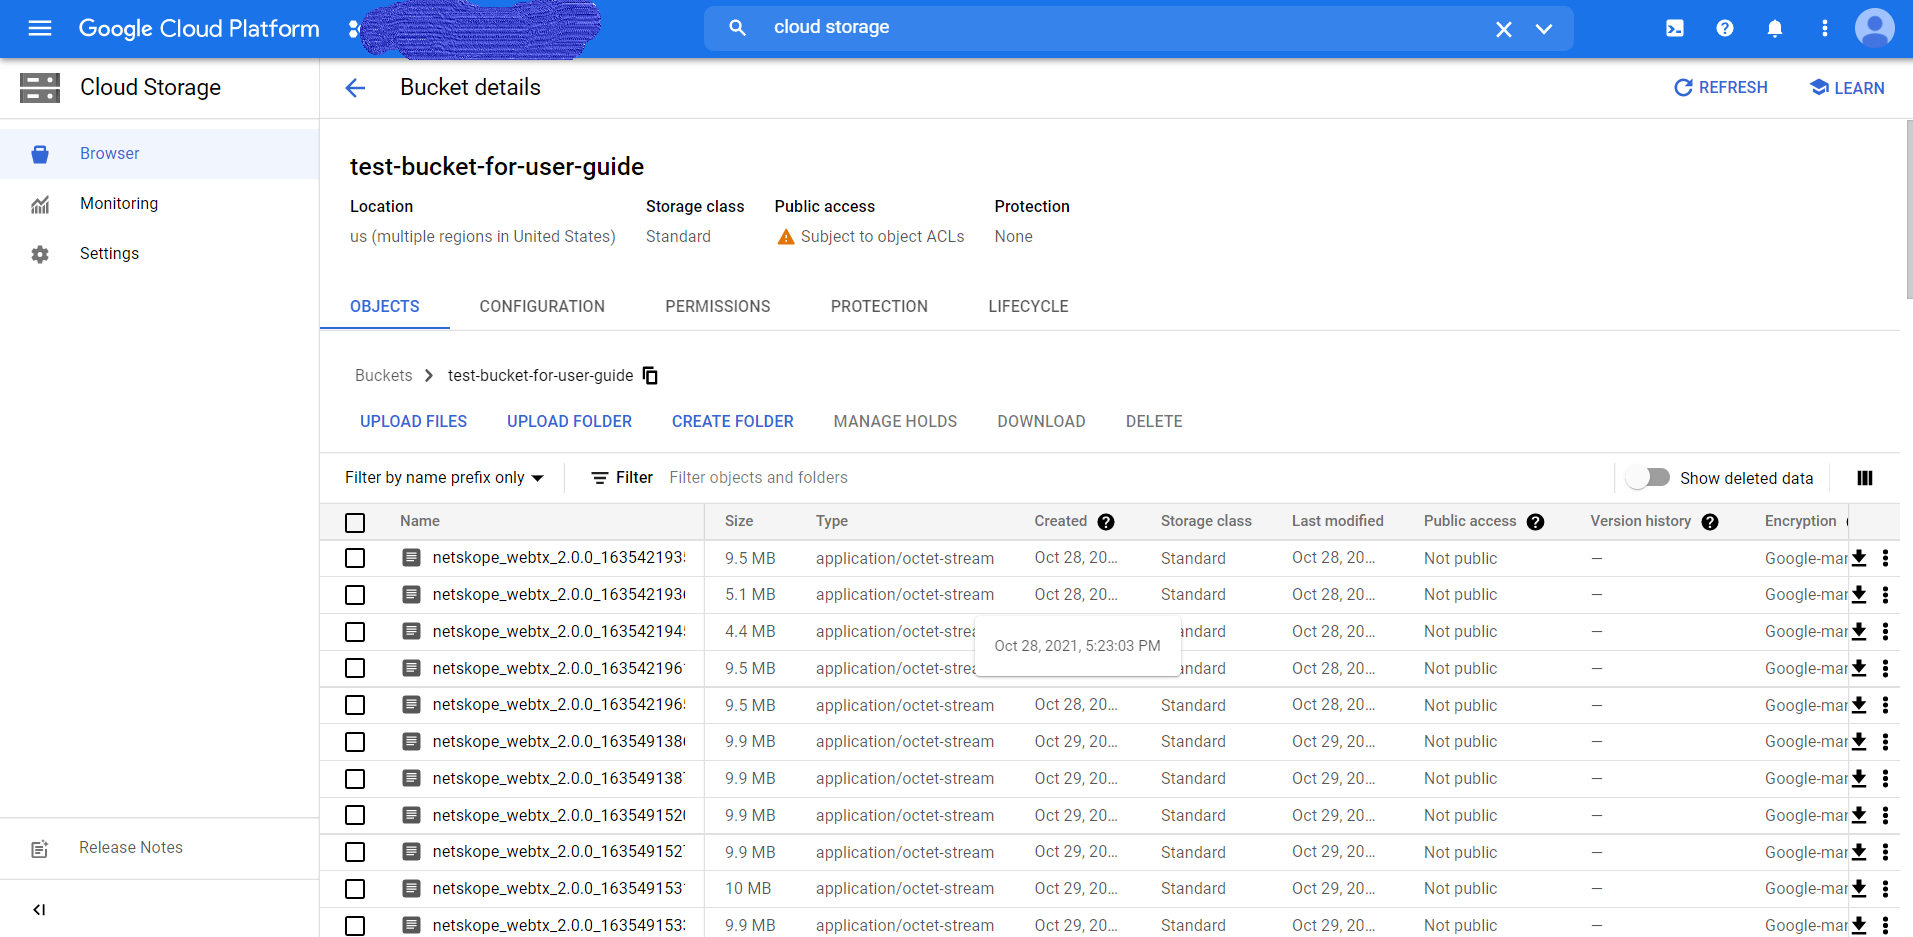 Google Cloud Platform
cloud storage
Cloud Storage
Bucket details
REFRESH
LEARN
Browser
Monitoring
Settings
Release Notes
test-bucket-for-user-guide
Location Storage class Public access Protection
us (multiple regions in United States) Standard Subject to object ACLs None
OBJECTS CONFIGURATION PERMISSIONS PROTECTION LIFECYCLE
Buckets test-bucket-for-user-guide
UPLOAD FILES UPLOAD FOLDER CREATE FOLDER MANAGE HOLDS DOWNLOAD DELETE
Filter by name prefix only Filter Filter objects and folders Show deleted data
Name Size Type Created Storage class Last modified Public access Version history Encryption
netskope_webtx_2.0.0_163542193 9.5 MB application/octet-stream Oct 28, 20... Standard Oct 28, 20... Not public — Google-mar
netskope_webtx_2.0.0_163542193 5.1 MB application/octet-stream Oct 28, 20... Standard Oct 28, 20... Not public — Google-mar
netskope_webtx_2.0.0_163542194 4.4 MB application/octet-strea ndard Oct 28, 20... Not public — Google-mar
Oct 28, 2021, 5:23:03 PM
netskope_webtx_2.0.0_163542196 9.5 MB application/octet-strea ndard Oct 28, 20... Not public — Google-mar
netskope_webtx_2.0.0_163542196 9.5 MB application/octet-stream Oct 28, 20... Standard Oct 28, 20... Not public — Google-mar
netskope_webtx_2.0.0_163549138 9.9 MB application/octet-stream Oct 29, 20... Standard Oct 29, 20... Not public — Google-mar
netskope_webtx_2.0.0_163549138 9.9 MB application/octet-stream Oct 29, 20... Standard Oct 29, 20... Not public — Google-mar
netskope_webtx_2.0.0_163549152 9.9 MB application/octet-stream Oct 29, 20... Standard Oct 29, 20... Not public — Google-mar
netskope_webtx_2.0.0_163549152 9.9 MB application/octet-stream Oct 29, 20... Standard Oct 29, 20... Not public — Google-mar
netskope_webtx_2.0.0_163549153 10 MB application/octet-stream Oct 29, 20... Standard Oct 29, 20... Not public — Google-mar
netskope_webtx_2.0.0_163549153 9.9 MB application/octet-stream Oct 29, 20... Standard Oct 29, 20... Not public — Google-mar